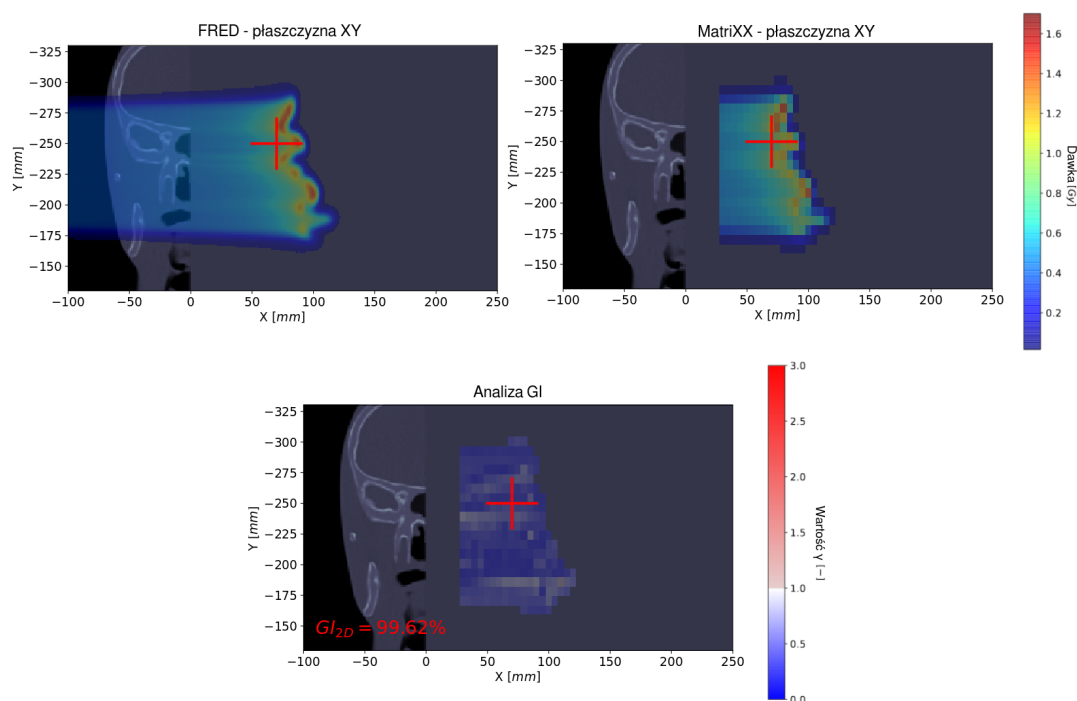 FRED - płaszczyzna XY
MatriXX - płaszczyzna XY
−325
−300
−275
−250
−225
−200
−175
−150
Y [mm]
−100 −50 0 50 100 150 200 250
X [mm]
−325
−300
−275
−250
−225
−200
−175
−150
Y [mm]
−100 −50 0 50 100 150 200 250
X [mm]
1.6
1.4
1.2
1.0
0.8
0.6
0.4
0.2
Dawka [Gy]
Analiza GI
−325
−300
−275
−250
−225
−200
−175
−150
Y [mm]
GI2D = 99.62%
−100 −50 0 50 100 150 200 250
X [mm]
3.0
2.5
2.0
1.5
1.0
0.5
0.0
Wartość γ [−]